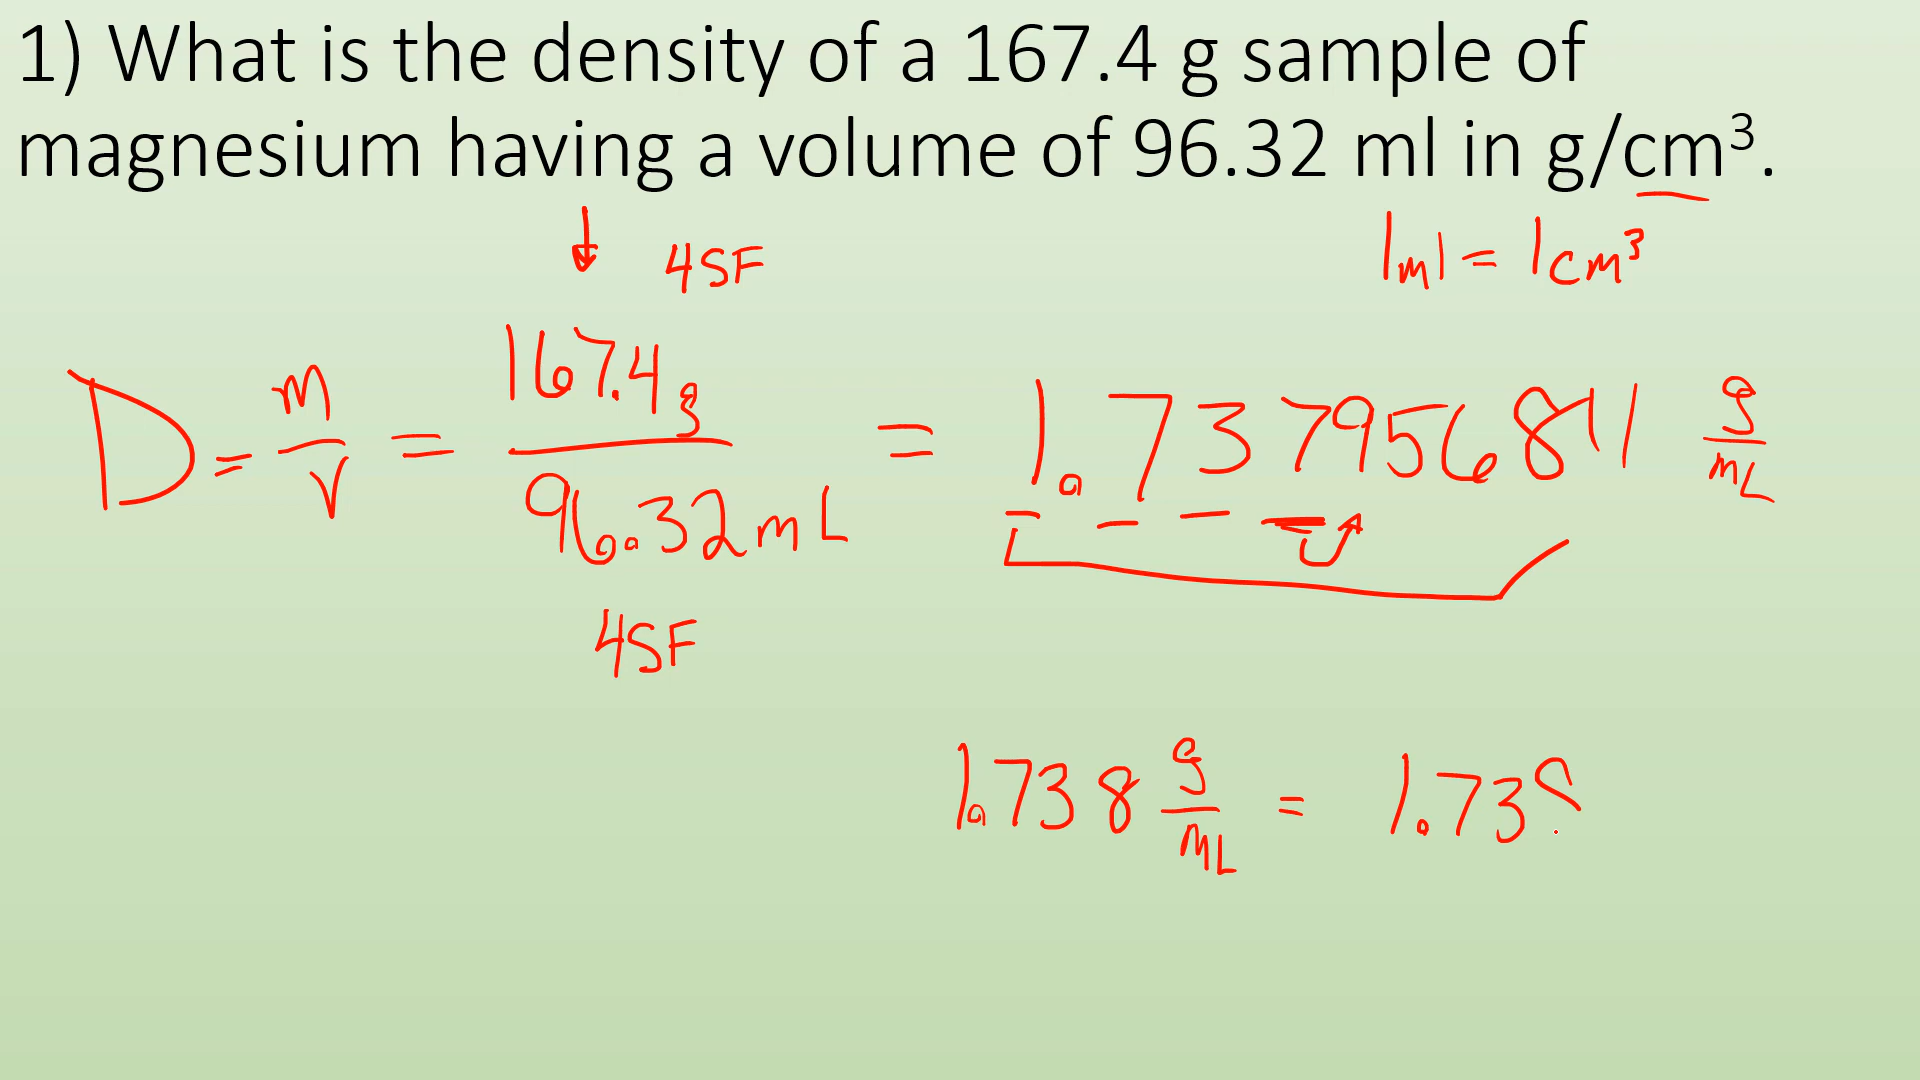 1) What is the density of a 167.4 g sample of
magnesium having a volume of 96.32 ml in g/cm³.
1ml = 1cm³
4SF
D = m/V = 167.4g/96.32mL = 1.737956811 g/mL
4SF
1.738 g/mL = 1.73